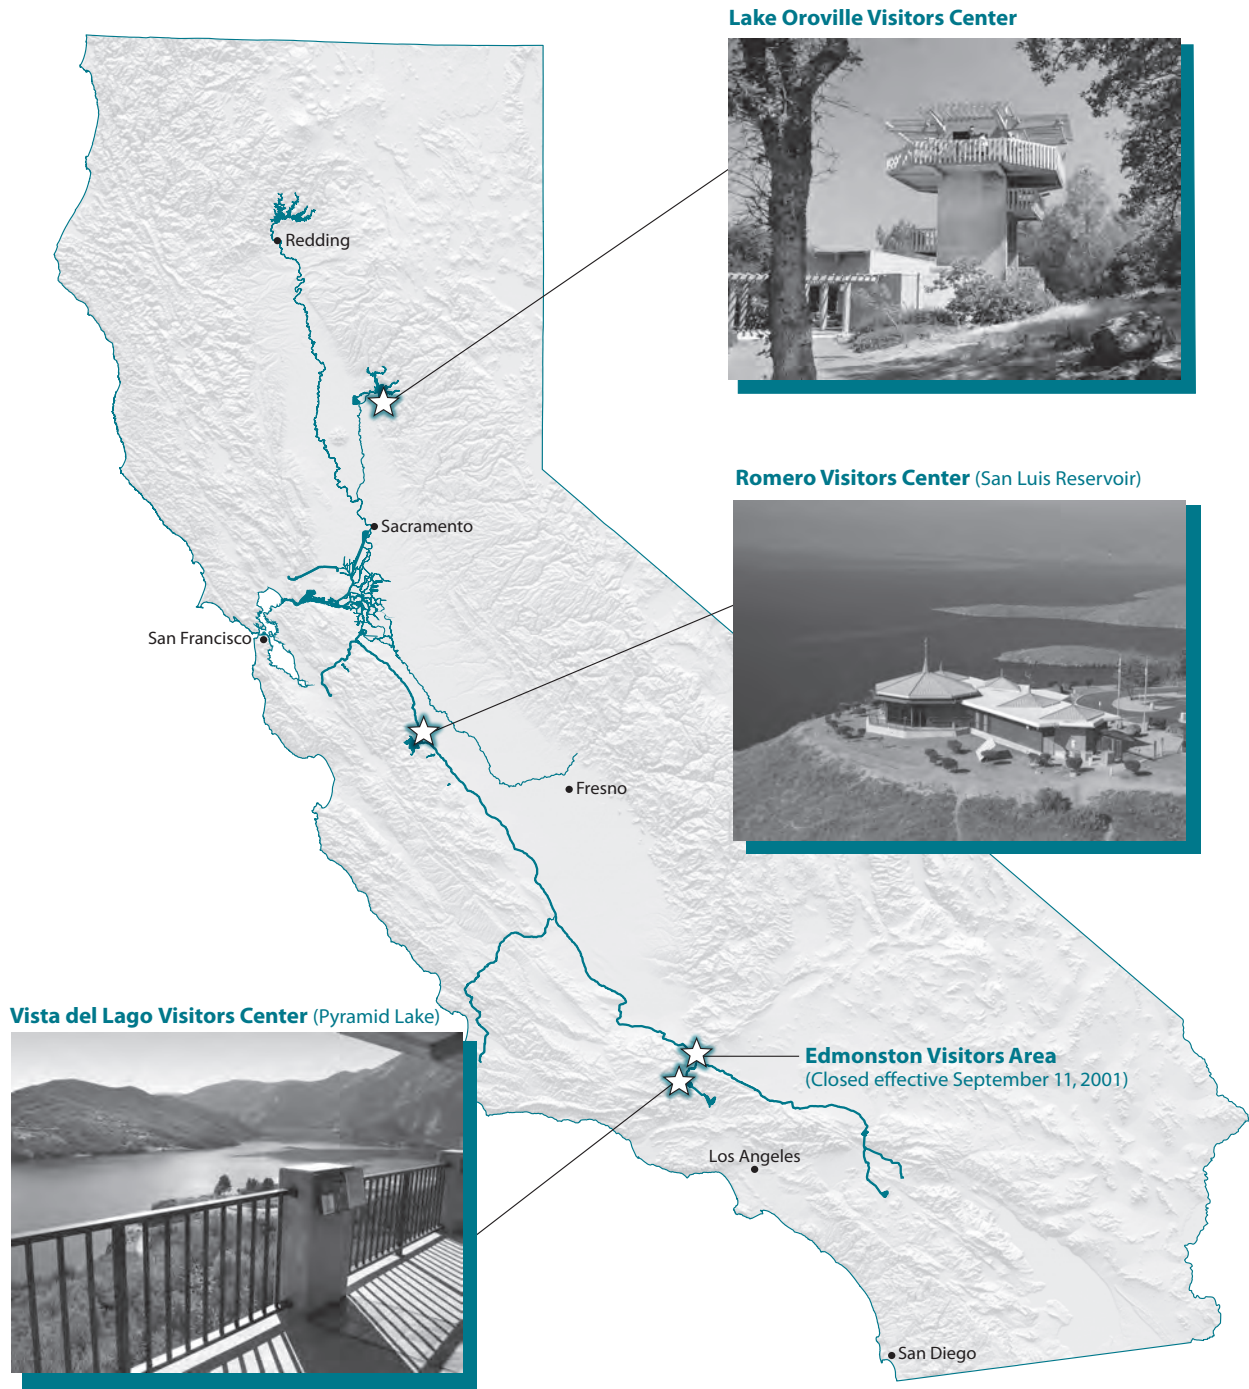 Lake Oroville Visitors Center
Redding
Romero Visitors Center (San Luis Reservoir)
Sacramento
San Francisco
Fresno
Vista del Lago Visitors Center (Pyramid Lake)
Edmonston Visitors Area
(Closed effective September 11, 2001)
Los Angeles
San Diego